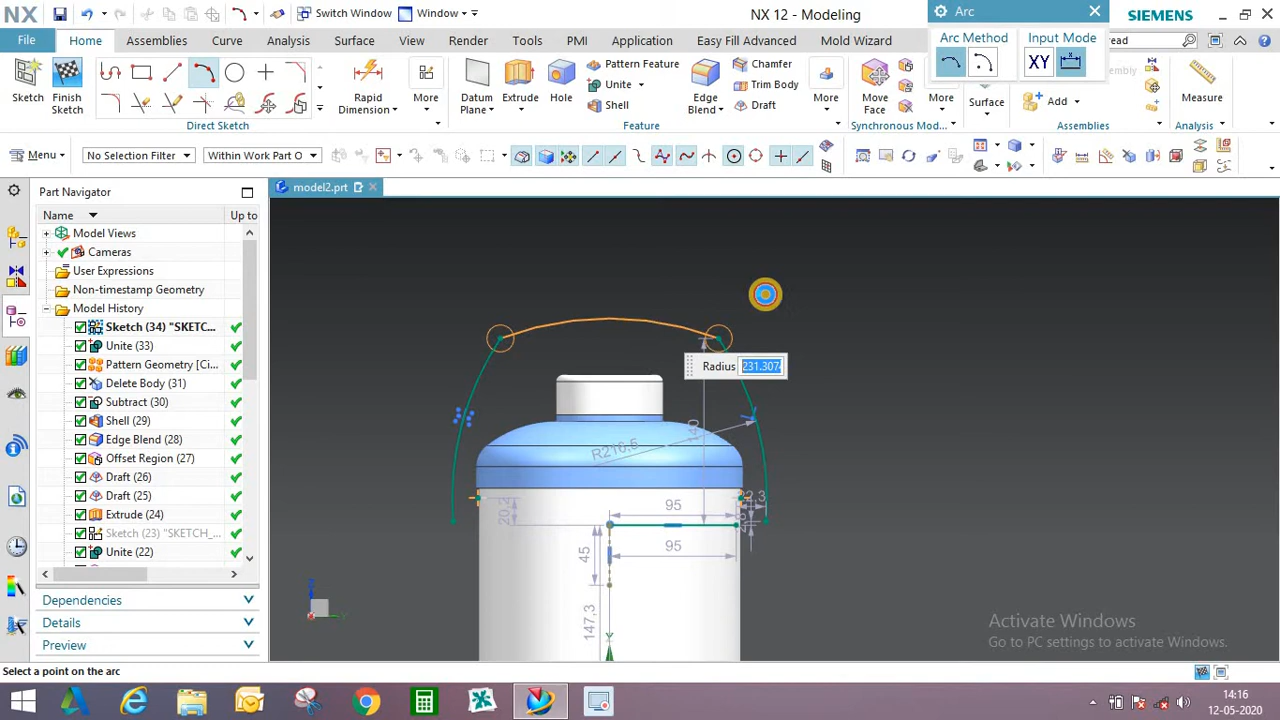 NX Switch Window Window NX 12 - Modeling Arc SIEMENS
File Home Assemblies Curve Analysis Surface View Render Tools PMI Application Easy Fill Advanced Mold Wizard Arc Method Input Mode
XY
Sketch Finish Sketch Rapid Dimension More Datum Plane Extrude Hole Pattern Feature Unite Shell Edge Blend Chamfer Trim Body Draft More Move Face More Surface Add Measure
Direct Sketch Feature Synchronous Mod... Assemblies Analysis
Menu No Selection Filter Within Work Part O
Part Navigator model2.prt
Name Up to
Model Views
Cameras
User Expressions
Non-timestamp Geometry
Model History
Sketch (34) "SKETC...
Unite (33)
Pattern Geometry [Ci
Delete Body (31)
Subtract (30)
Shell (29)
Edge Blend (28)
Offset Region (27)
Draft (26)
Draft (25)
Extrude (24)
Sketch (23) "SKETCH_...
Unite (22)
Dependencies
Details
Preview
Radius 231.307
R216,5
140
95
95
20,2
45
147,3
Activate Windows
Go to PC settings to activate Windows.
Select a point on the arc
14:16
12-05-2020